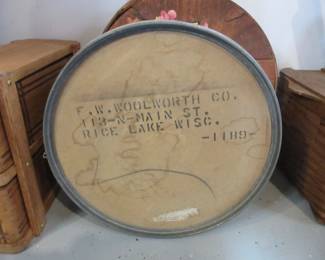 F.W. WOOLWORTH CO.
113-N-MAIN ST.
RICE LAKE WISC.
-1189-